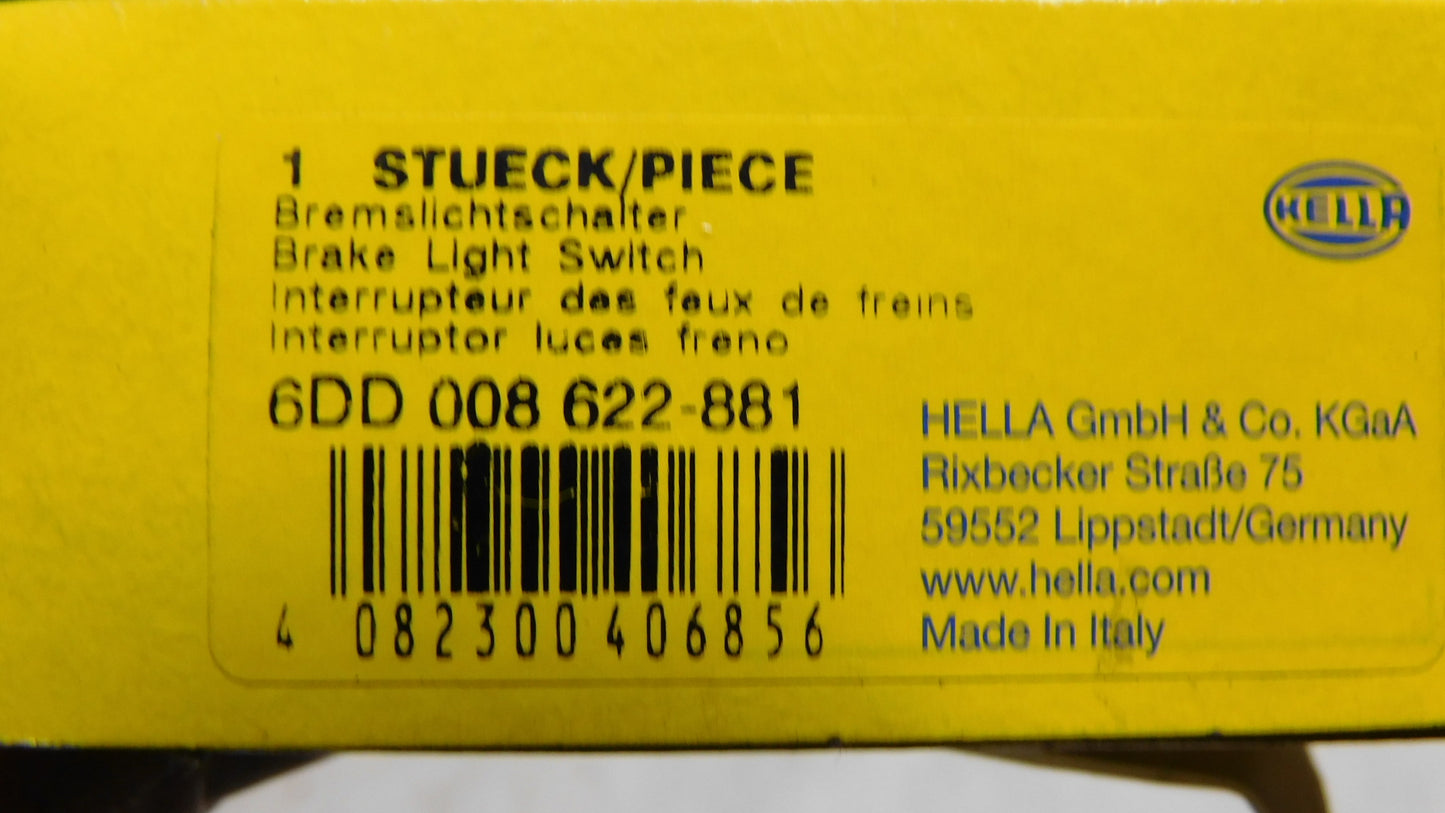 1 STUECK/PIECE
Bremslichtschalter
Brake Light Switch
Interrupteur des feux de freins
Interruptor luces freno
6DD 008 622-881
4 082300 406856
HELLA
HELLA GmbH & Co. KGaA
Rixbecker Straße 75
59552 Lippstadt/Germany
www.hella.com
Made In Italy